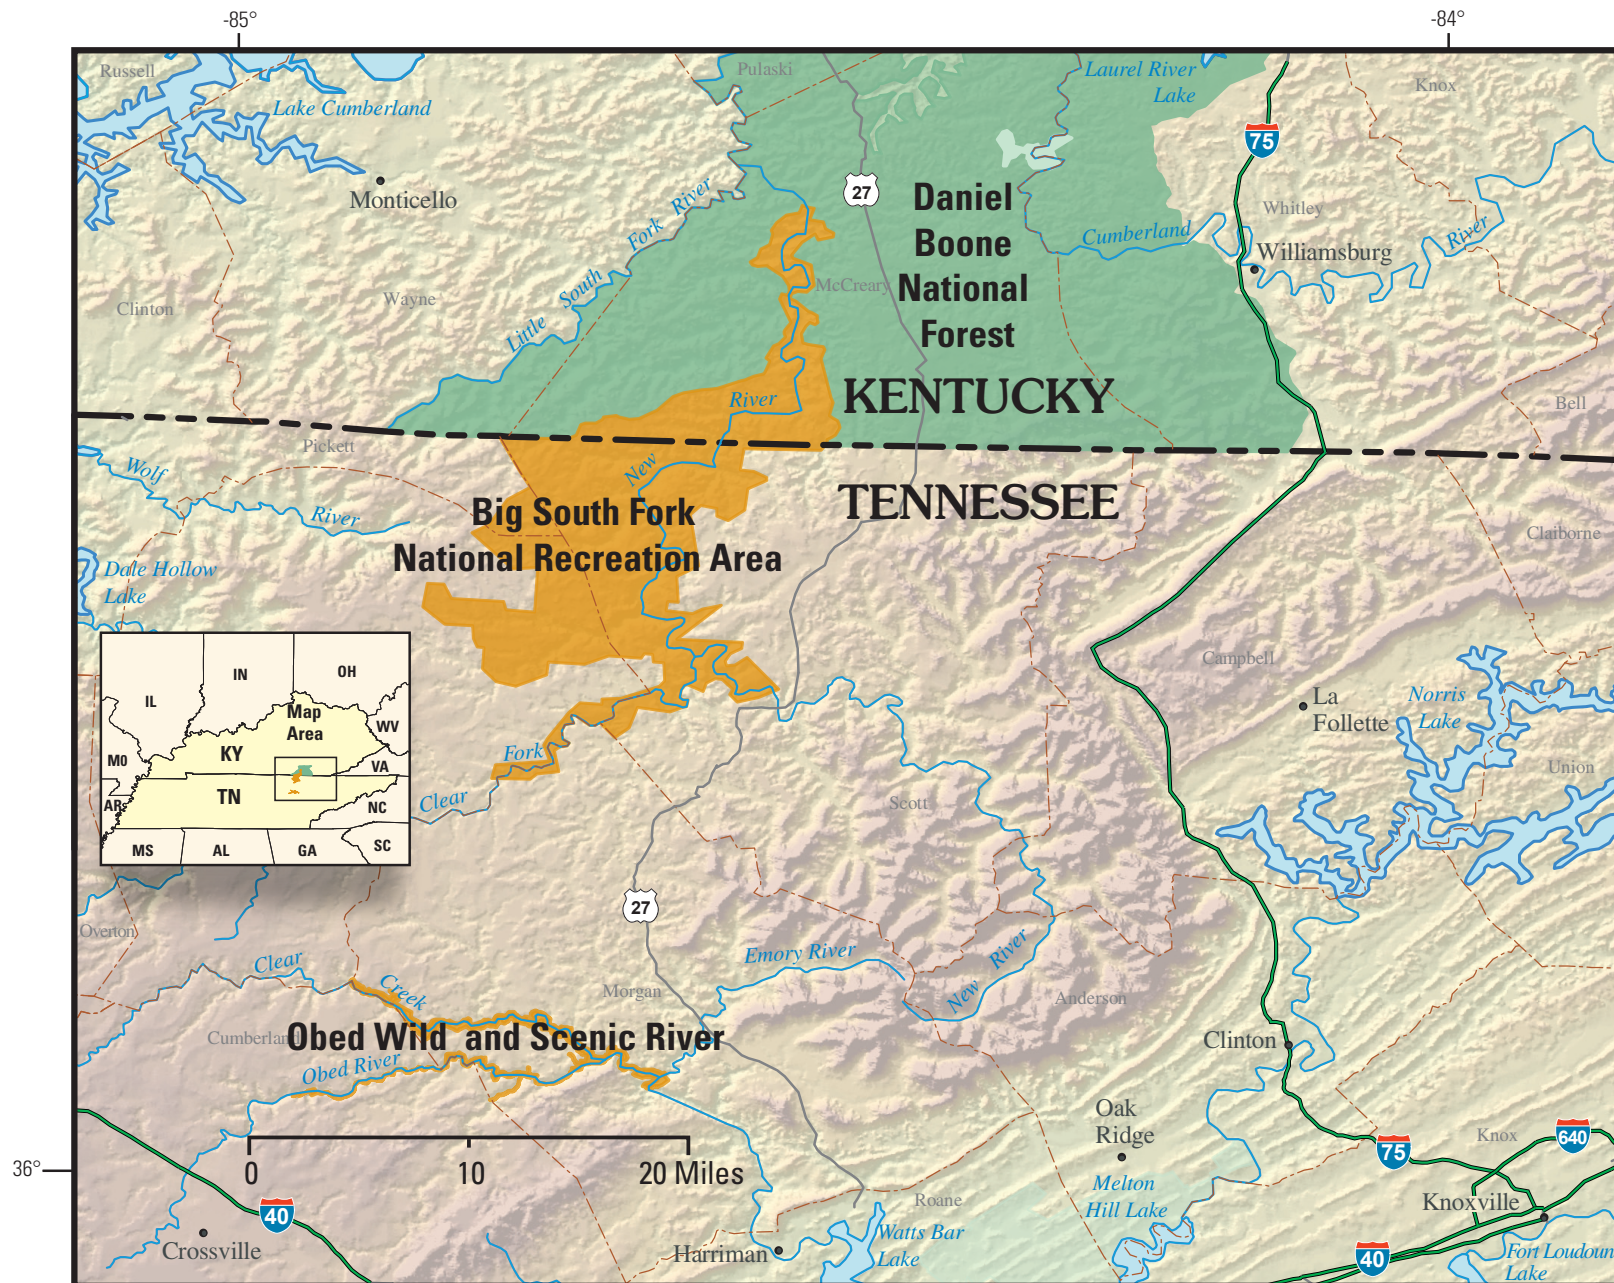 -85°
-84°
Russell
Pulaski
Laurel River
Lake
Knox
Lake Cumberland
75
Monticello
27
Daniel
Boone
National
Forest
Little South Fork River
Cumberland
River
Whitley
Williamsburg
Clinton
Wayne
McCreary
River
KENTUCKY
Bell
Pickett
Wolf
River
New
TENNESSEE
Big South Fork
National Recreation Area
Claiborne
Dale Hollow
Lake
Campbell
La
Follette
Norris
Lake
Union
IL
IN
OH
Map
Area
WV
MO
KY
VA
AR
TN
NC
MS
AL
GA
SC
Fork
Clear
Scott
27
Overton
Clear
Creek
Emory River
New River
Morgan
Anderson
Cumberland
Obed Wild and Scenic River
Obed River
Clinton
Oak
Ridge
36°
0
10
20 Miles
75
Knox
640
Melton
Hill Lake
Roane
Knoxville
40
Crossville
Harriman
Watts Bar
Lake
40
Fort Loudoun
Lake